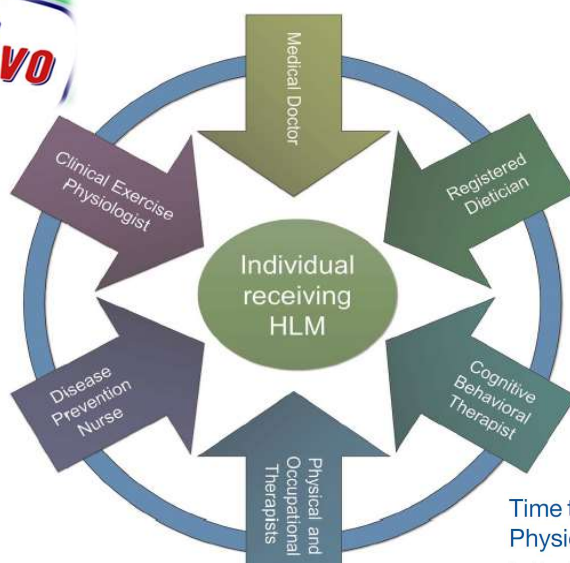 VO
Medical Doctor
Clinical Exercise
Physiologist
Registered
Dietician
Individual
receiving
HLM
Disease
Prevention
Nurse
Cognitive
Behavioral
Therapist
Physical and
Occupational
Therapists
Time
Physic